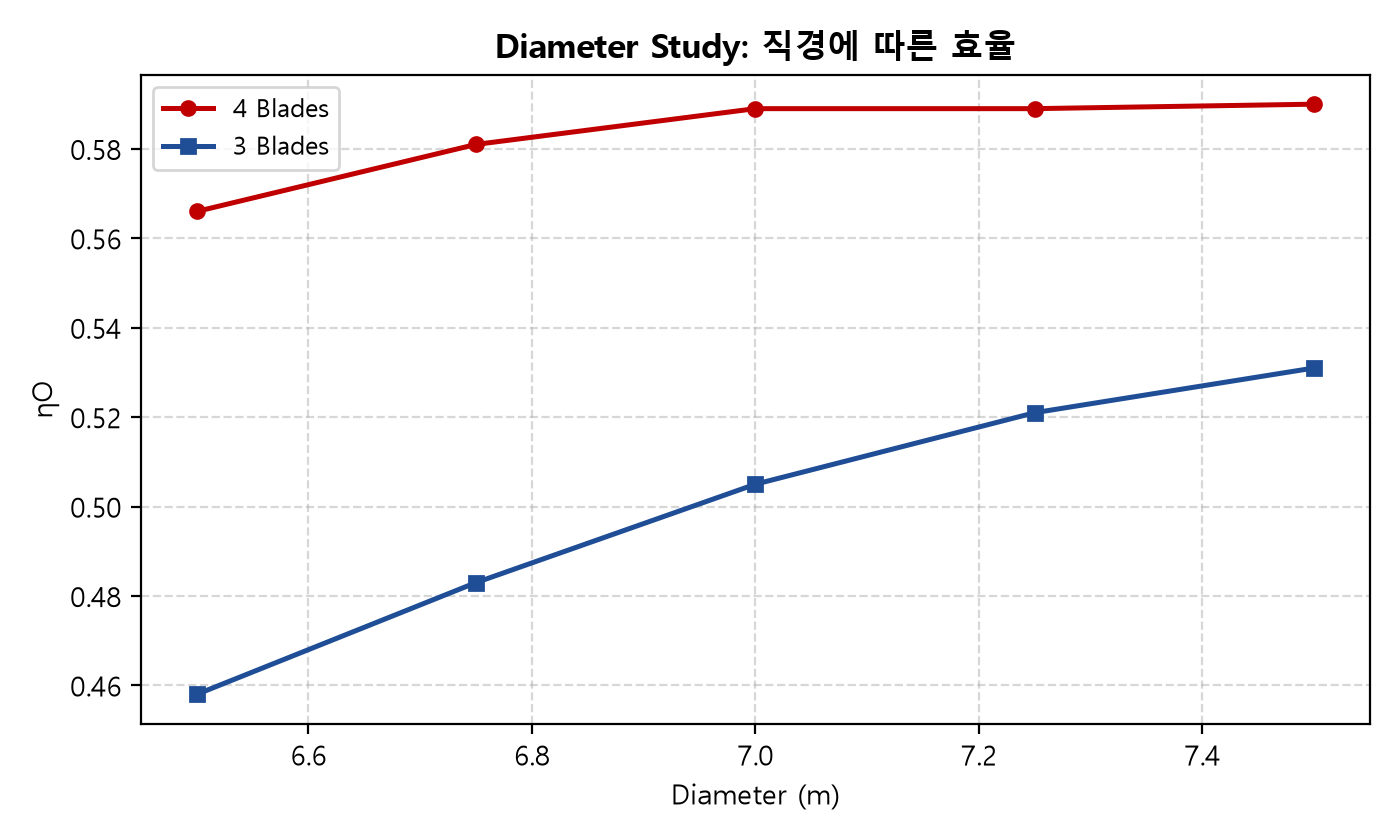 Diameter Study: 직경에 따른 효율
4 Blades
3 Blades
0.58
0.56
0.54
0.52
0.50
0.48
0.46
ηO
6.6 6.8 7.0 7.2 7.4
Diameter (m)